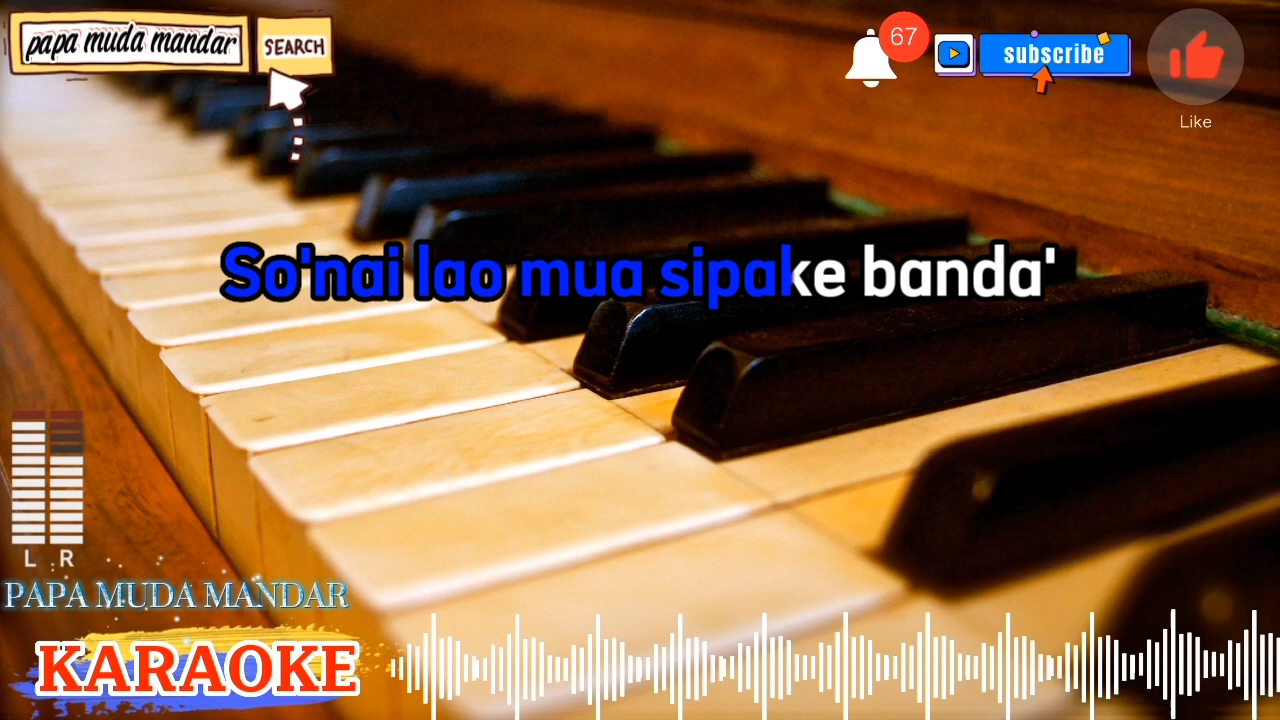 papa muda mandar
SEARCH
67
subscribe
Like
So'nai lao mua sipake banda'
L R
PAPA MUDA MANDAR
KARAOKE